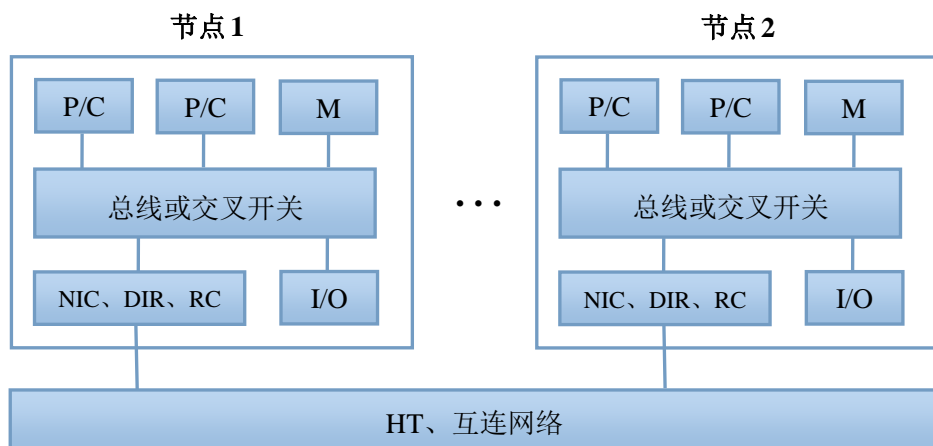 节点 1 节点 2
P/C P/C M P/C P/C M
总线或交叉开关 ··· 总线或交叉开关
NIC、DIR、RC I/O NIC、DIR、RC I/O
HT、互连网络